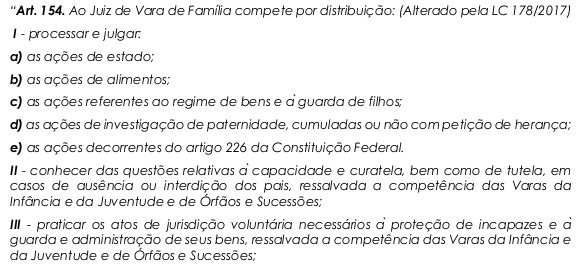 “Art. 154. Ao Juiz de Vara de Família compete por distribuição: (Alterado pela LC 178/2017)
I - processar e julgar:
a) as ações de estado;
b) as ações de alimentos;
c) as ações referentes ao regime de bens e à guarda de filhos;
d) as ações de investigação de paternidade, cumuladas ou não com petição de herança;
e) as ações decorrentes do artigo 226 da Constituição Federal.
II - conhecer das questões relativas à capacidade e curatela, bem como de tutela, em
casos de ausência ou interdição dos pais, ressalvada a competência das Varas da
Infância e da Juventude e de Órfãos e Sucessões;
III - praticar os atos de jurisdição voluntária necessários à proteção de incapazes e à
guarda e administração de seus bens, ressalvada a competência das Varas da Infância e
da Juventude e de Órfãos e Sucessões;